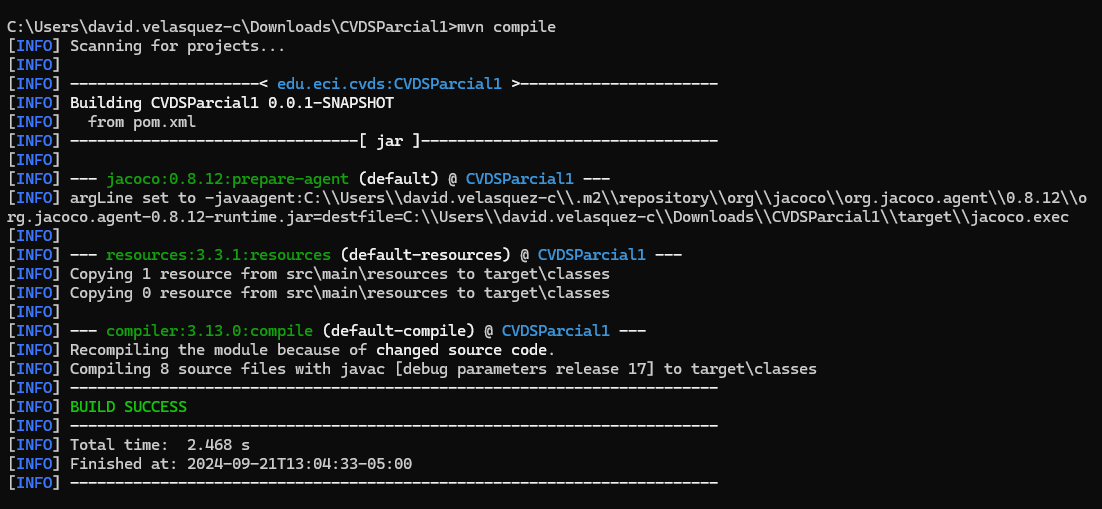 C:\Users\david.velasquez-c\Downloads\CVDSParcial1>mvn compile
[INFO] Scanning for projects...
[INFO]
[INFO] ---------------------< edu.eci.cvds:CVDSParcial1 >----------------------
[INFO] Building CVDSParcial1 0.0.1-SNAPSHOT
[INFO]   from pom.xml
[INFO] --------------------------------[ jar ]---------------------------------
[INFO]
[INFO] --- jacoco:0.8.12:prepare-agent (default) @ CVDSParcial1 ---
[INFO] argLine set to -javaagent:C:\\Users\\david.velasquez-c\\.m2\\repository\\org\\jacoco\\org.jacoco.agent\\0.8.12\\o
rg.jacoco.agent-0.8.12-runtime.jar=destfile=C:\\Users\\david.velasquez-c\\Downloads\\CVDSParcial1\\target\\jacoco.exec
[INFO]
[INFO] --- resources:3.3.1:resources (default-resources) @ CVDSParcial1 ---
[INFO] Copying 1 resource from src\main\resources to target\classes
[INFO] Copying 0 resource from src\main\resources to target\classes
[INFO]
[INFO] --- compiler:3.13.0:compile (default-compile) @ CVDSParcial1 ---
[INFO] Recompiling the module because of changed source code.
[INFO] Compiling 8 source files with javac [debug parameters release 17] to target\classes
[INFO] ------------------------------------------------------------------------
[INFO] BUILD SUCCESS
[INFO] ------------------------------------------------------------------------
[INFO] Total time:  2.468 s
[INFO] Finished at: 2024-09-21T13:04:33-05:00
[INFO] ------------------------------------------------------------------------